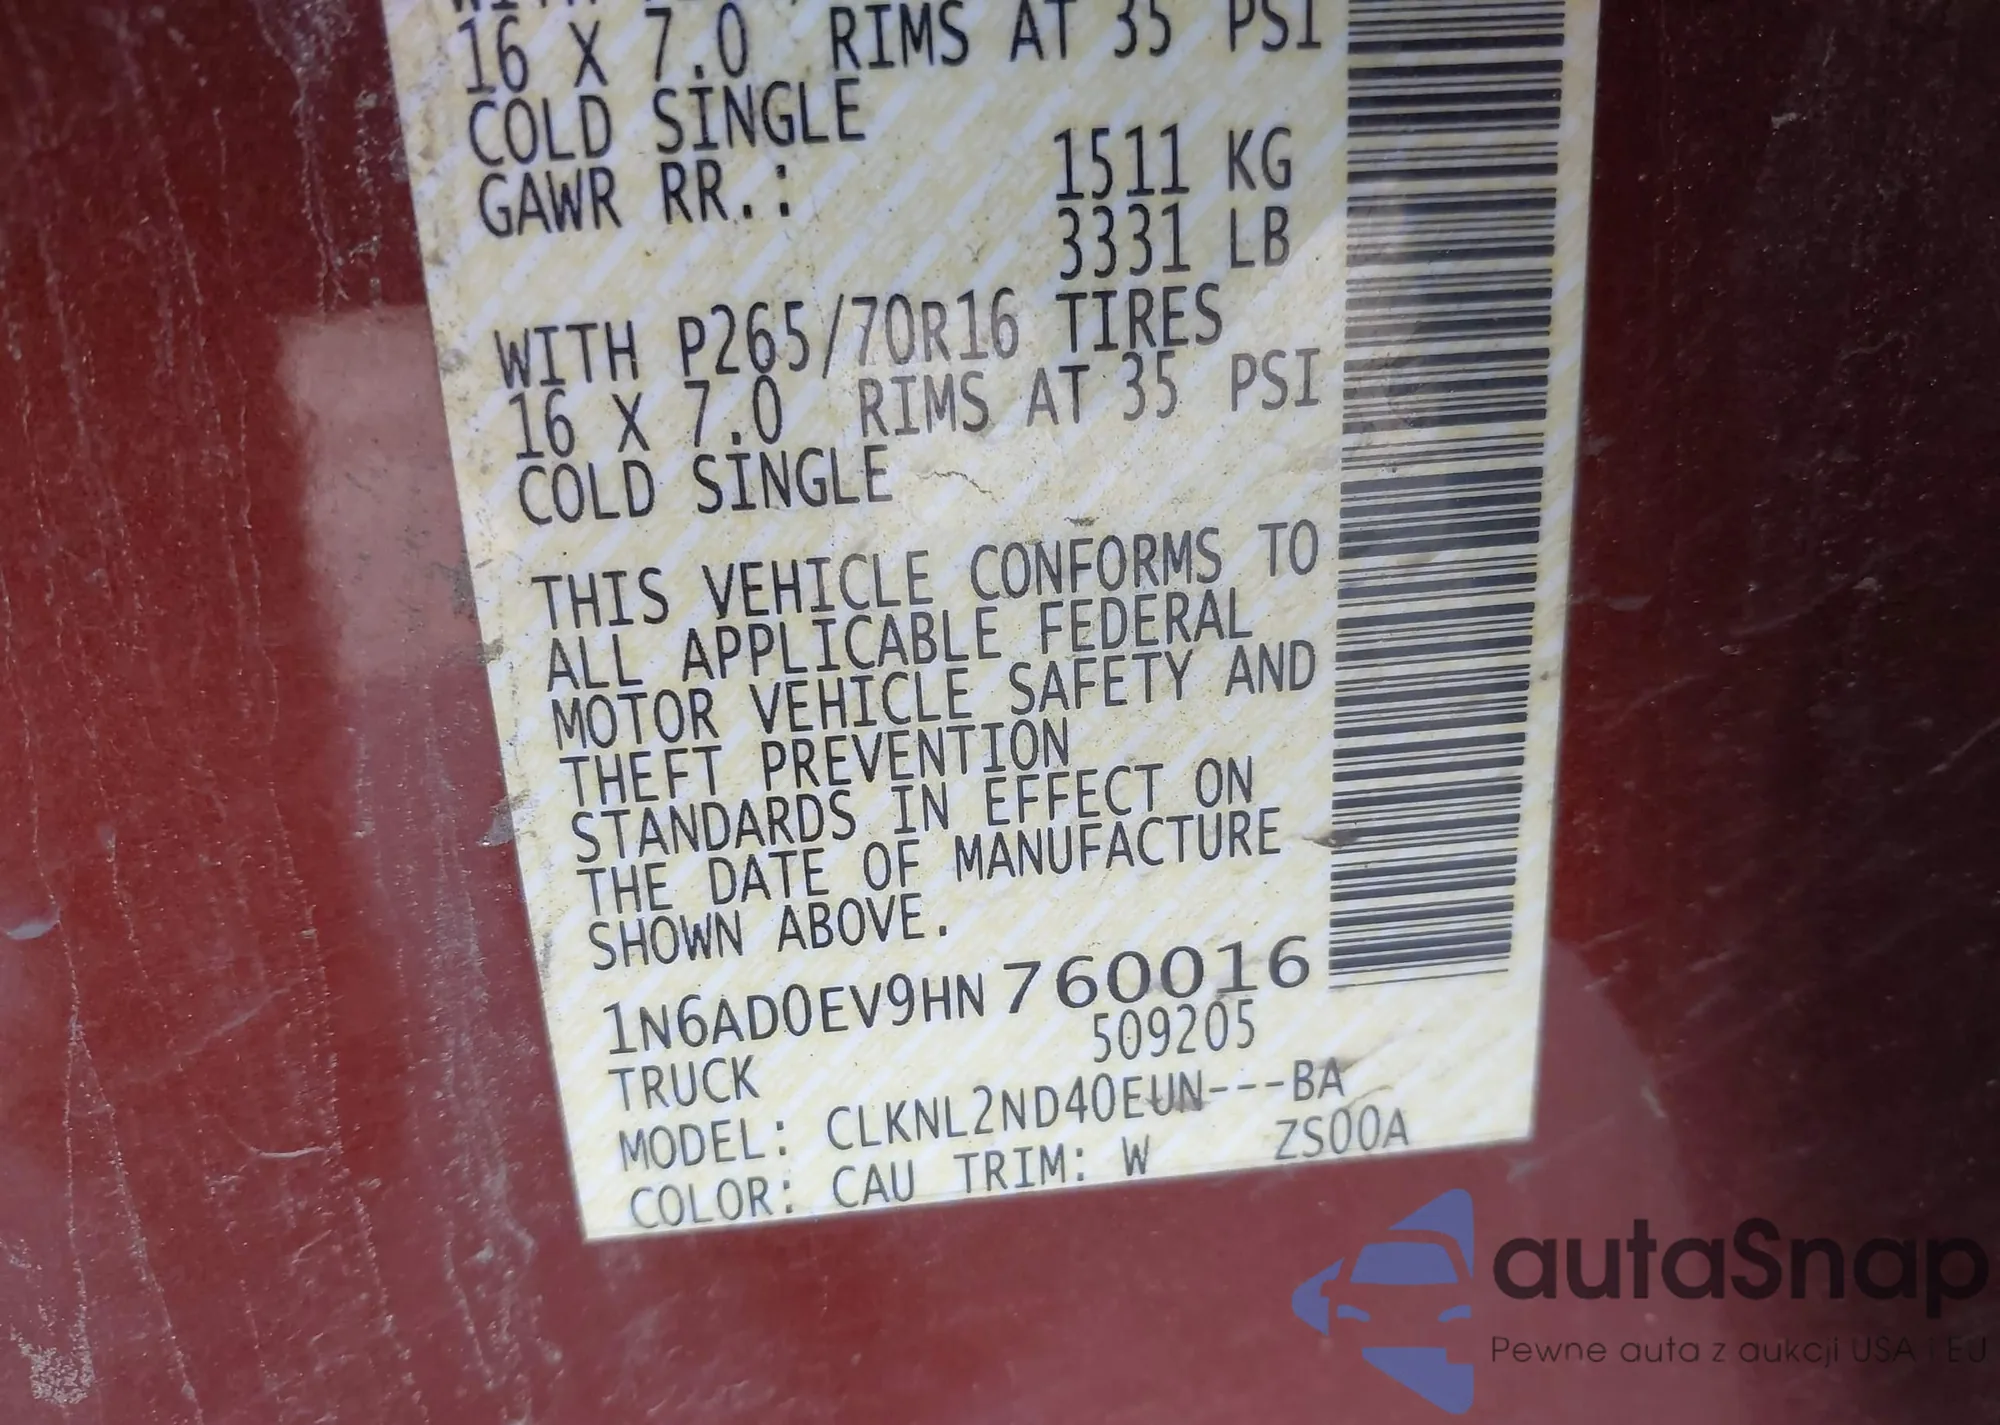 16 X 7.0 RIMS AT 35 PSI
COLD SINGLE
GAWR RR.: 1511 KG
3331 LB
WITH P265/70R16 TIRES
16 X 7.0 RIMS AT 35 PSI
COLD SINGLE
THIS VEHICLE CONFORMS TO
ALL APPLICABLE FEDERAL
MOTOR VEHICLE SAFETY AND
THEFT PREVENTION
STANDARDS IN EFFECT ON
THE DATE OF MANUFACTURE
SHOWN ABOVE.
1N6AD0EV9HN760016
509205
TRUCK
MODEL: CLKNL2ND40EUN---BA
COLOR: CAU TRIM: W ZS00A
autaSnap
Pewne auta z aukcji USA i EU